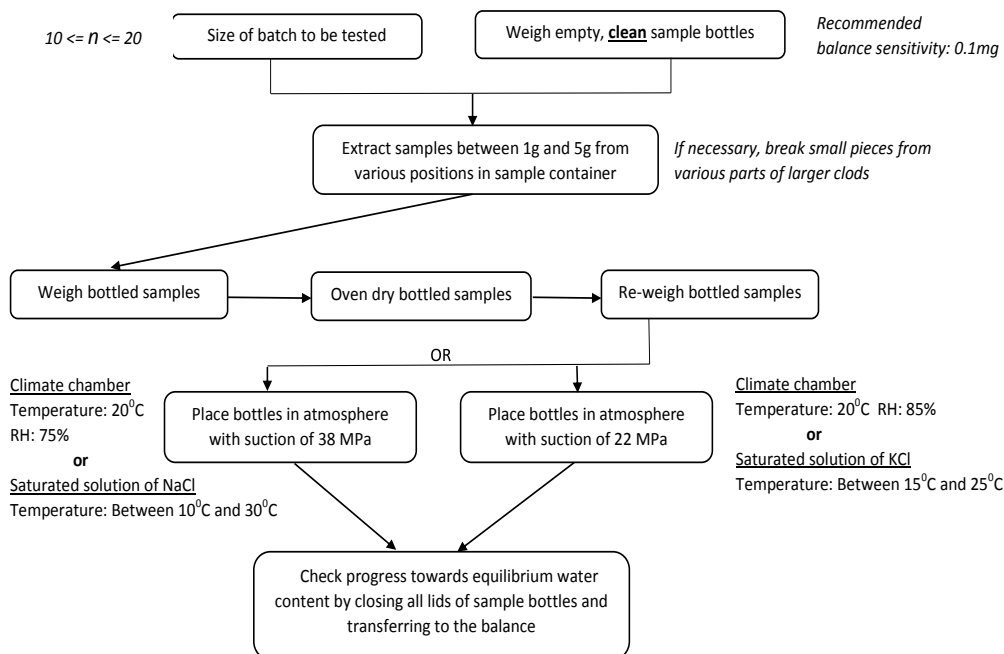 10 <= n <= 20
Size of batch to be tested
Weigh empty, clean sample bottles
Recommended
balance sensitivity: 0.1mg
Extract samples between 1g and 5g from
various positions in sample container
If necessary, break small pieces from
various parts of larger clods
Weigh bottled samples
Oven dry bottled samples
Re-weigh bottled samples
OR
Climate chamber
Temperature: 20⁰C
RH: 75%
or
Saturated solution of NaCl
Temperature: Between 10⁰C and 30⁰C
Place bottles in atmosphere
with suction of 38 MPa
Place bottles in atmosphere
with suction of 22 MPa
Climate chamber
Temperature: 20⁰C RH: 85%
or
Saturated solution of KCl
Temperature: Between 15⁰C and 25⁰C
Check progress towards equilibrium water
content by closing all lids of sample bottles and
transferring to the balance